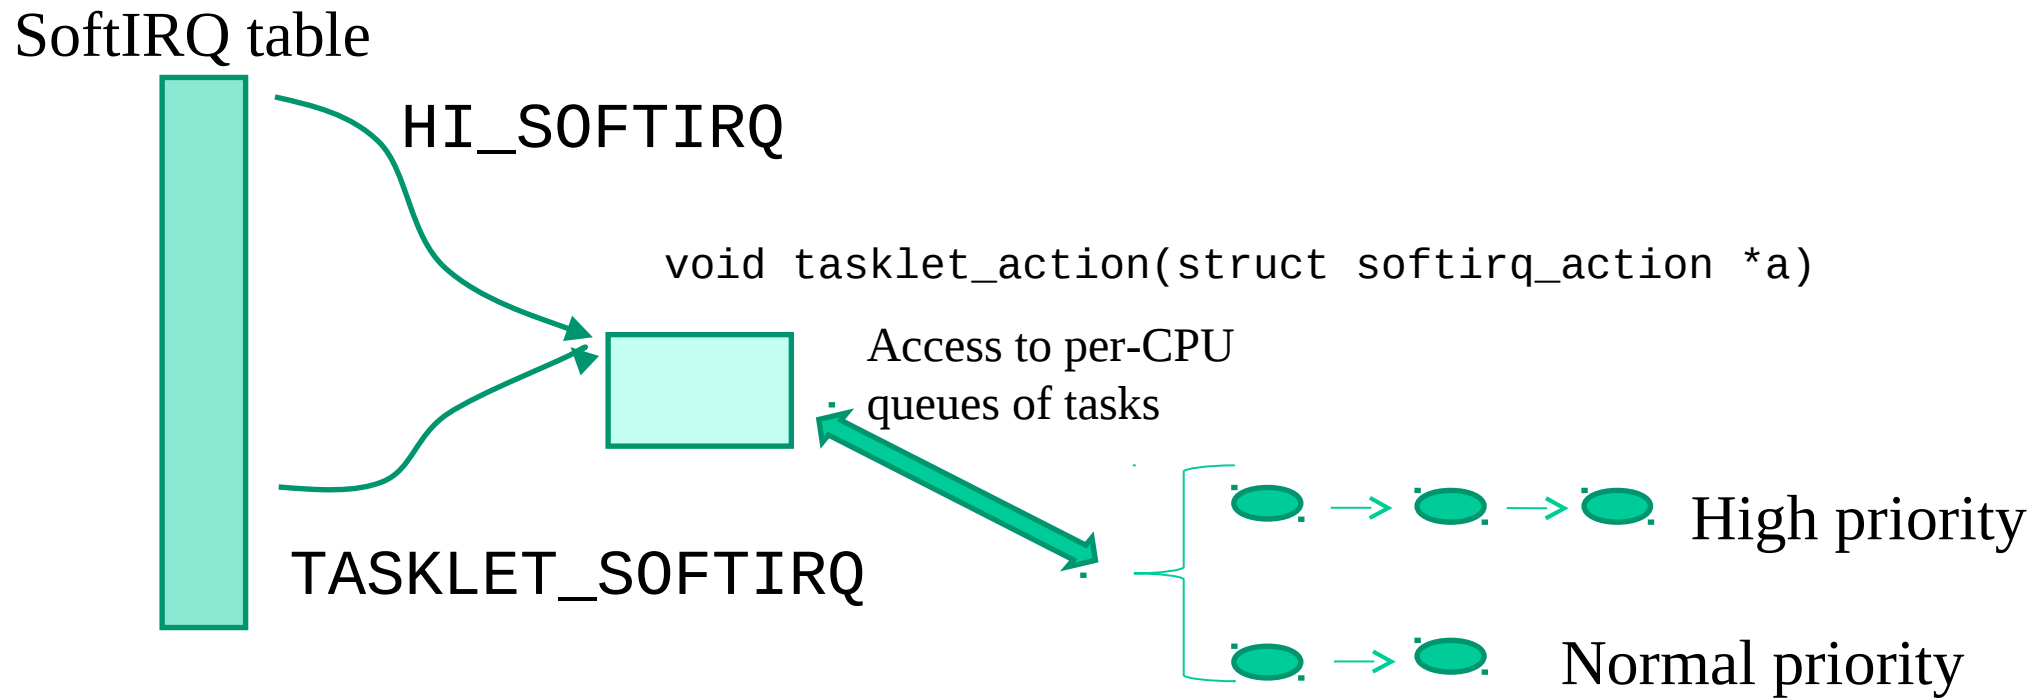 SoftIRQ table
HI_SOFTIRQ
void tasklet_action(struct softirq_action *a)
Access to per-CPU
queues of tasks
High priority
TASKLET_SOFTIRQ
Normal priority